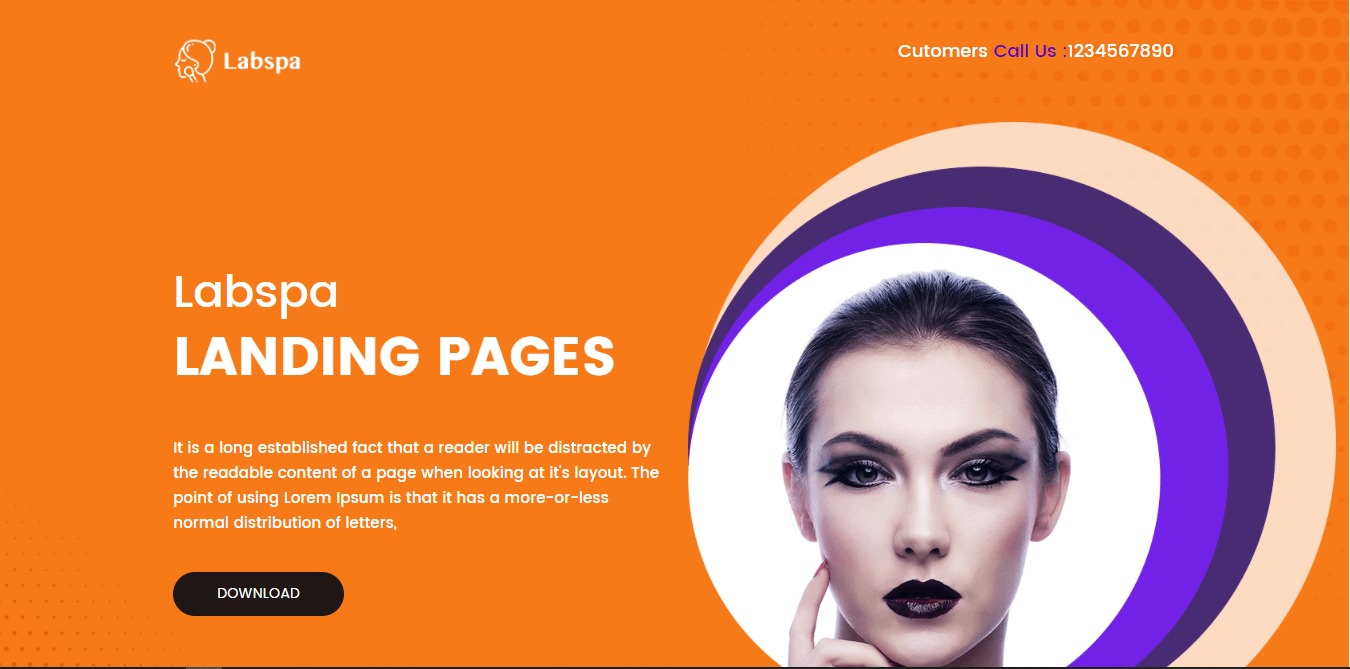 Labspa
Cutomers Call Us :1234567890
Labspa
LANDING PAGES
It is a long established fact that a reader will be distracted by
the readable content of a page when looking at it's layout. The
point of using Lorem Ipsum is that it has a more-or-less
normal distribution of letters,
DOWNLOAD